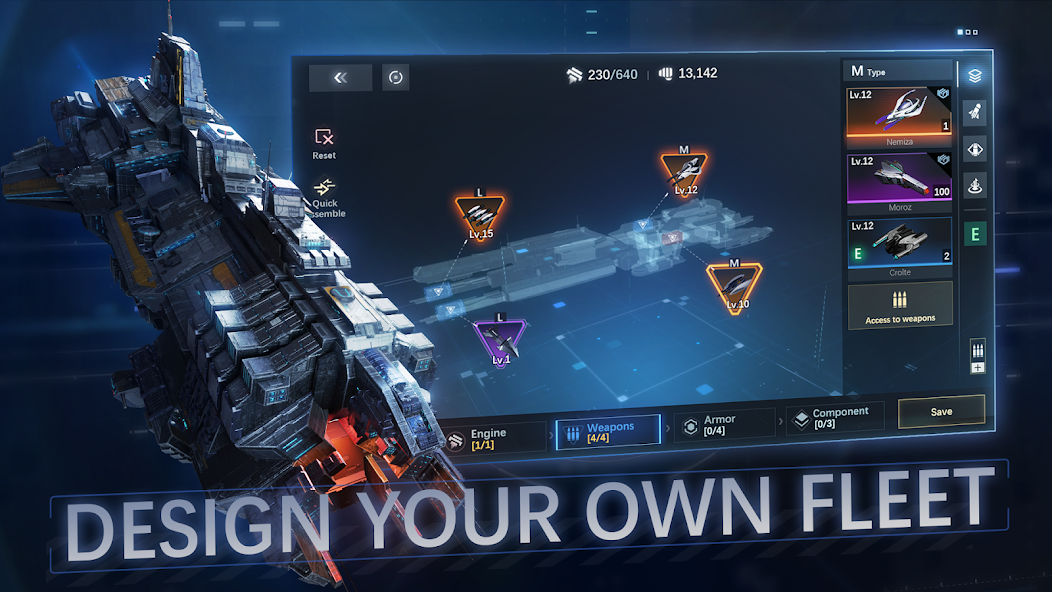 230/640
13,142
Reset
Quick
ssemble
L
Lv.15
M
Lv.12
M
Lv.10
L
Lv.1
M Type
Lv.12
1
Nemiza
Lv.12
100
Moroz
Lv.12
E
2
Crolte
Access to weapons
E
Engine
[1/1]
Weapons
[4/4]
Armor
[0/4]
Component
[0/3]
Save
DESIGN YOUR OWN FLEET